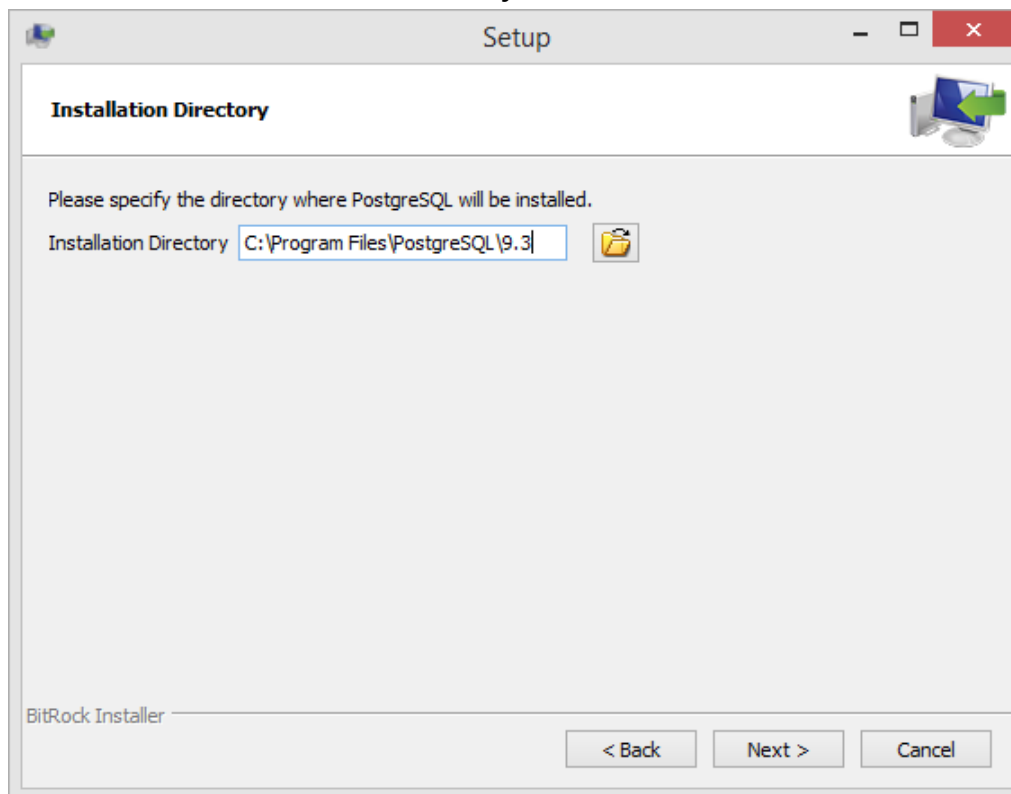 Setup
Installation Directory
Please specify the directory where PostgreSQL will be installed.
Installation Directory C:\Program Files\PostgreSQL\9.3
BitRock Installer
< Back Next > Cancel